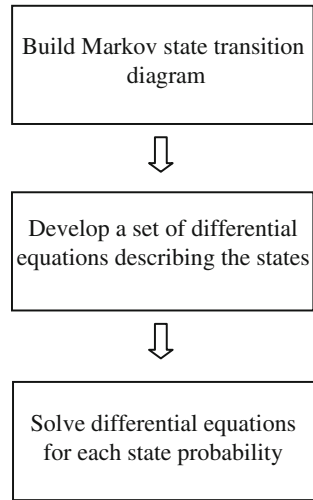 Build Markov state transition
diagram
Develop a set of differential
equations describing the states
Solve differential equations
for each state probability